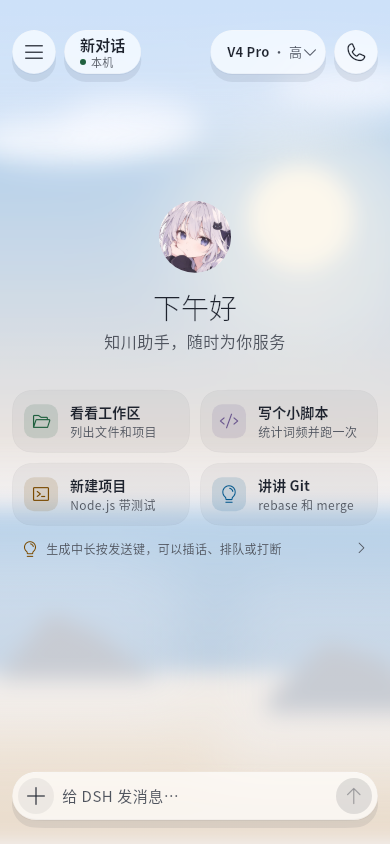 新对话
本机
V4 Pro · 高
下午好
知川助手，随时为你服务
看看工作区
列出文件和项目
写个小脚本
统计词频并跑一次
新建项目
Node.js 带测试
讲讲 Git
rebase 和 merge
生成中长按发送键，可以插话、排队或打断
给 DSH 发消息…